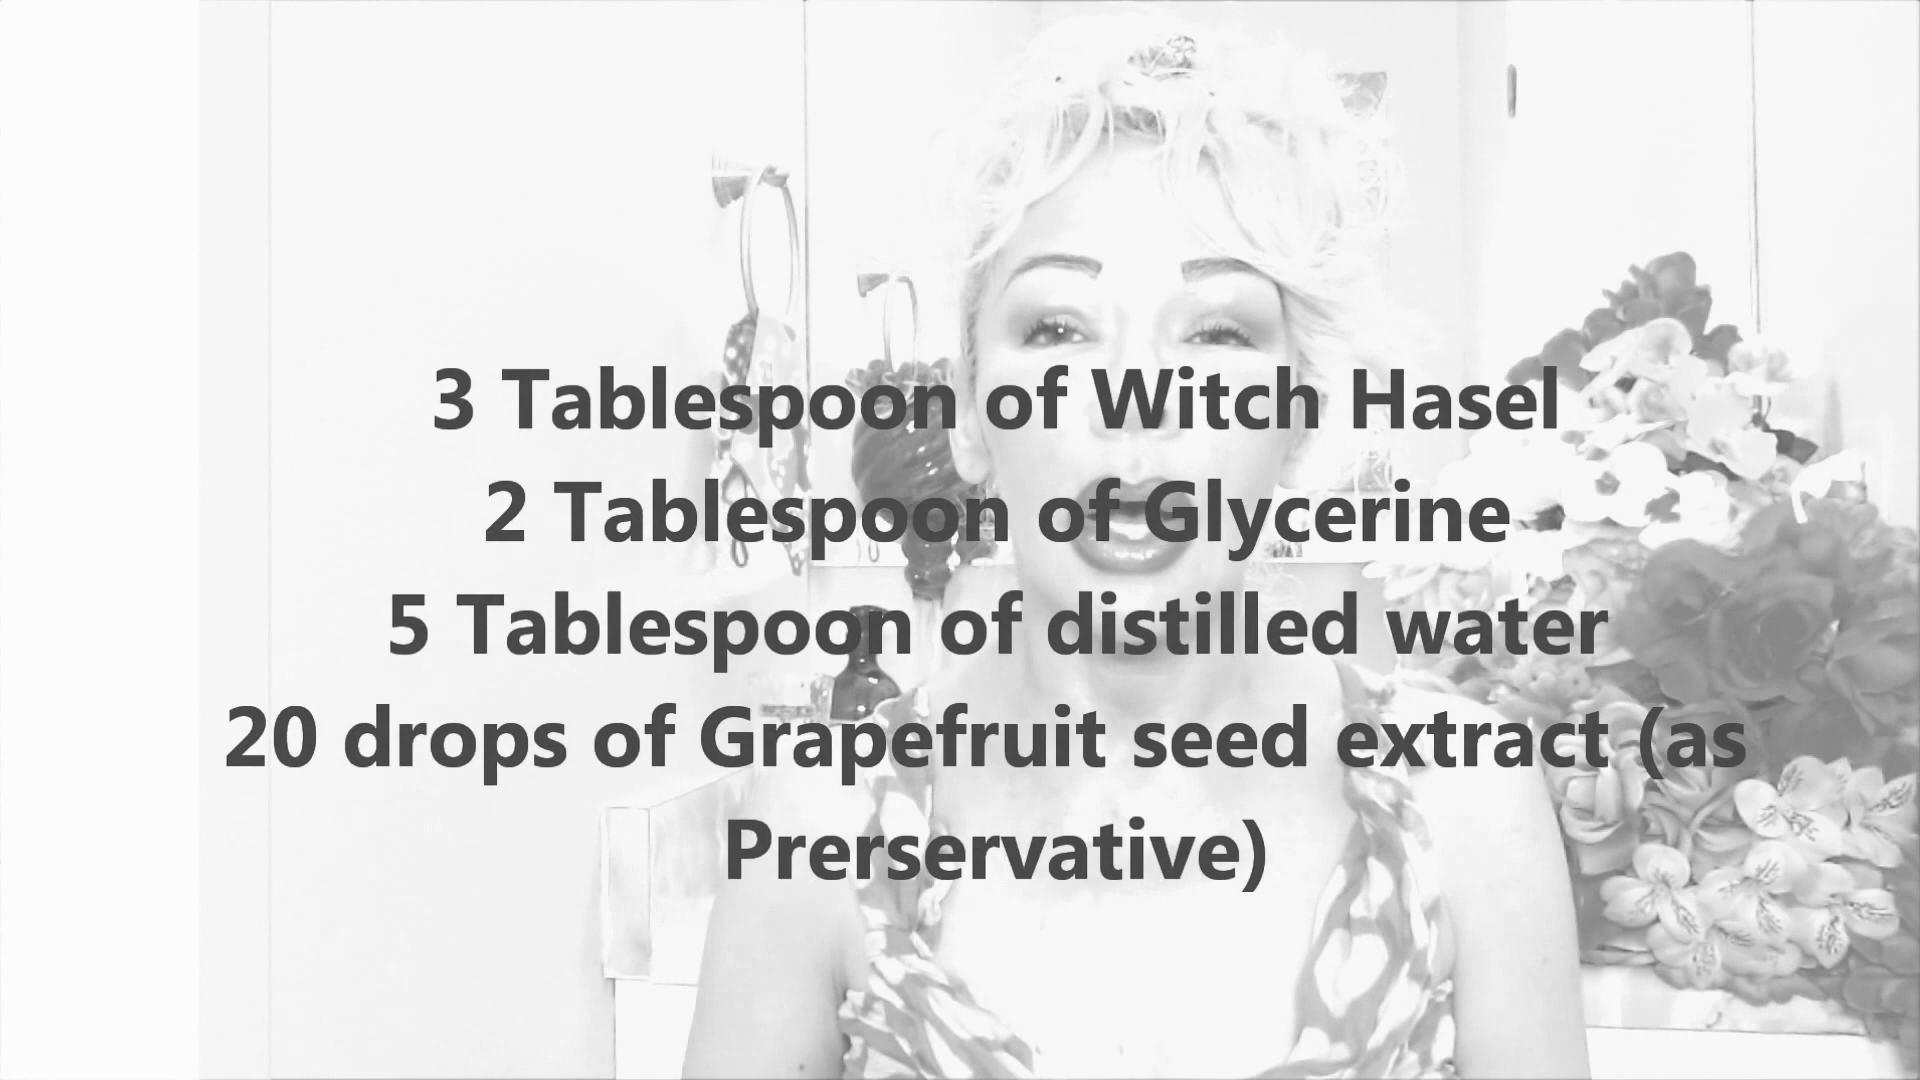 3 Tablespoon of Witch Hasel
2 Tablespoon of Glycerine
5 Tablespoon of distilled water
20 drops of Grapefruit seed extract (as
Prerservative)